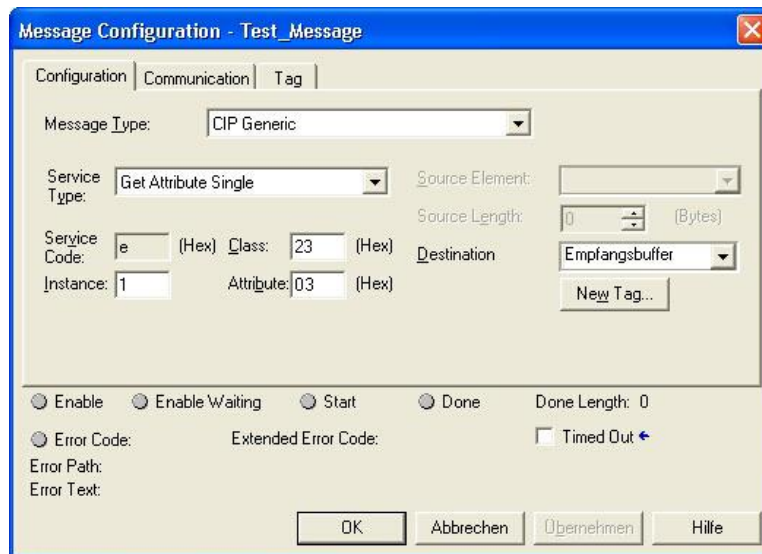 Message Configuration - Test_Message
Configuration Communication Tag
Message Type: CIP Generic
Service Type: Get Attribute Single
Source Element:
Source Length: 0 (Bytes)
Service Code: e (Hex) Class: 23 (Hex)
Destination Empfangsbuffer
Instance: 1 Attribute: 03 (Hex)
New Tag...
Enable Enable Waiting Start Done Done Length: 0
Error Code: Extended Error Code: Timed Out
Error Path:
Error Text:
OK Abbrechen Übernehmen Hilfe